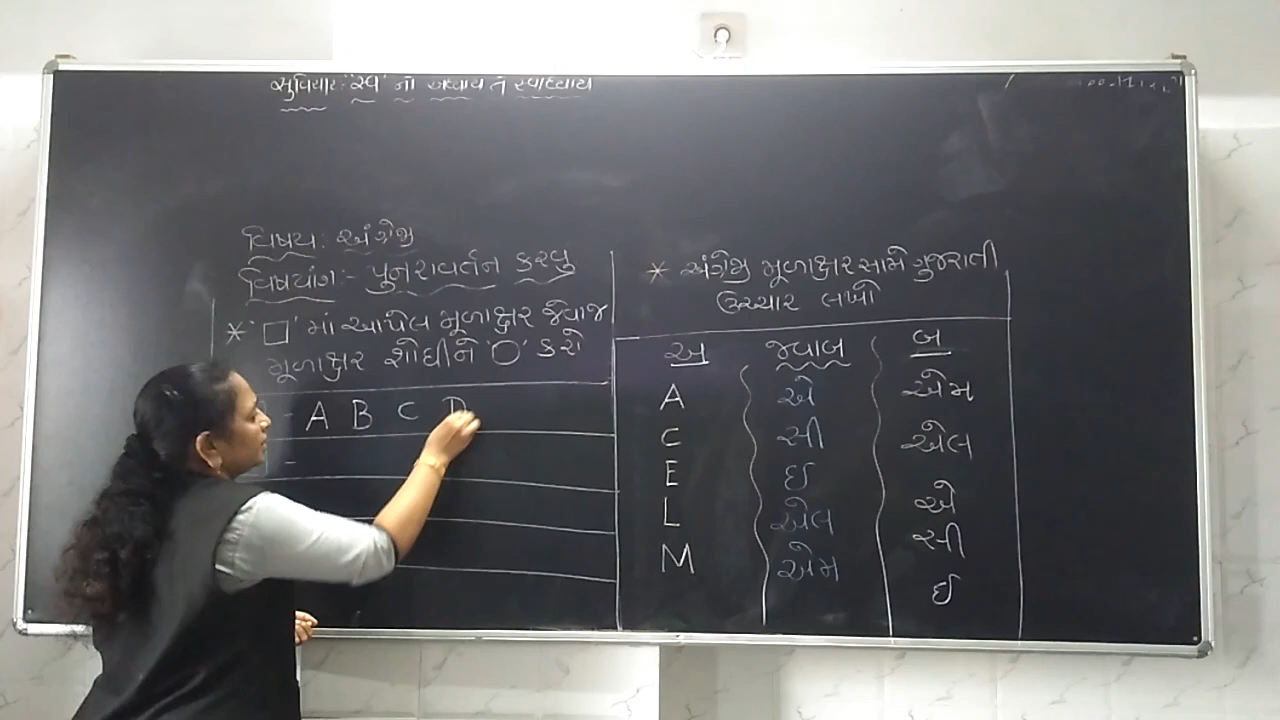 સુવિચાર:- "સ્વ" નો અધ્યાય તે સ્વાધ્યાય
વિષય: અંગ્રેજી
વિષયાંગ:- પૂનરાવર્તન કરવુ
* '□' માં આપેલ મૂળાક્ષર જેવાજ
મૂળાક્ષર શોધીને 'O' કરો
- A B C D
-
* અંગ્રેજી મૂળાક્ષર સામે ગુજરાતી
ઉચ્ચાર લખો
અ જવાબ બ
A એ એમ
C સી એલ
E ઈ એ
L એલ સી
M એમ ઈ